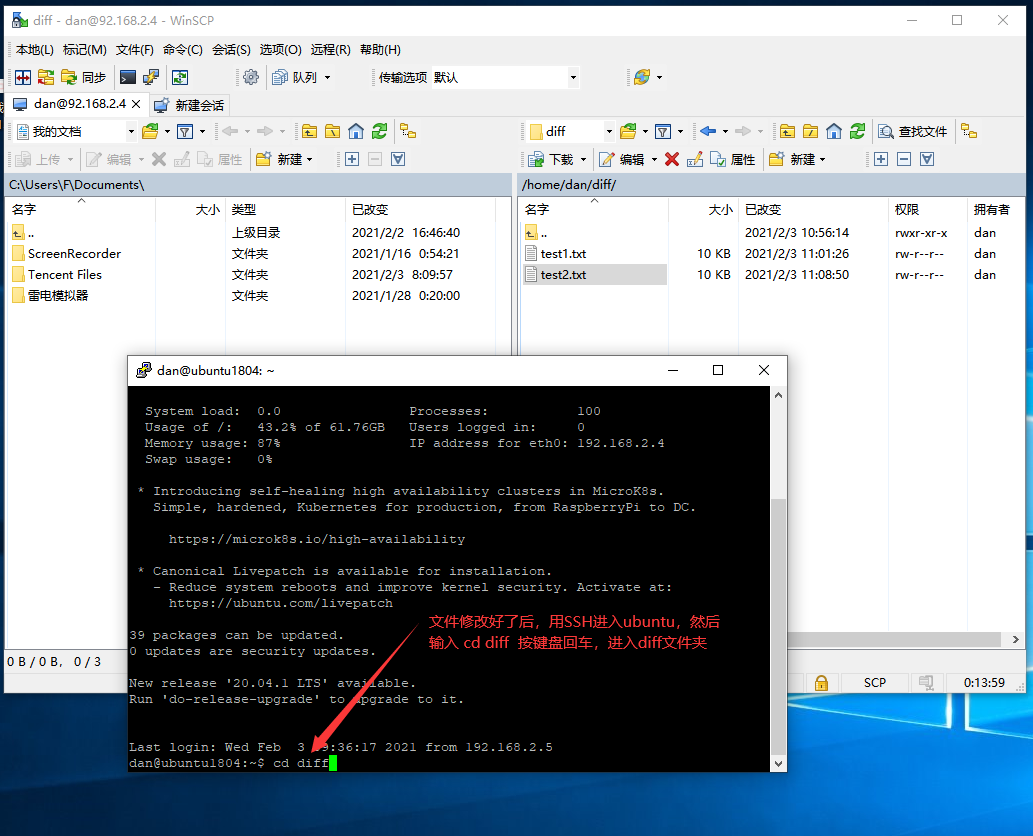 diff - dan@92.168.2.4 - WinSCP
本地(L) 标记(M) 文件(F) 命令(C) 会话(S) 选项(O) 远程(R) 帮助(H)
同步 队列 传输选项 默认
dan@92.168.2.4 × 新建会话
我的文档
上传 编辑 属性 新建
C:\Users\F\Documents\
名字 大小 类型 已改变
.. 上级目录 2021/2/2 16:46:40
ScreenRecorder 文件夹 2021/1/16 0:54:21
Tencent Files 文件夹 2021/2/3 8:09:57
雷电模拟器 文件夹 2021/1/28 0:20:00
diff 查找文件
下载 编辑 属性 新建
/home/dan/diff/
名字 大小 已改变 权限 拥有者
.. 2021/2/3 10:56:14 rwxr-xr-x dan
test1.txt 10 KB 2021/2/3 11:01:26 rw-r--r-- dan
test2.txt 10 KB 2021/2/3 11:08:50 rw-r--r-- dan
dan@ubuntu1804: ~
System load: 0.0 Processes: 100
Usage of /: 43.2% of 61.76GB Users logged in: 0
Memory usage: 87% IP address for eth0: 192.168.2.4
Swap usage: 0%
* Introducing self-healing high availability clusters in MicroK8s.
Simple, hardened, Kubernetes for production, from RaspberryPi to DC.
https://microk8s.io/high-availability
* Canonical Livepatch is available for installation.
- Reduce system reboots and improve kernel security. Activate at:
https://ubuntu.com/livepatch
文件修改好了后，用SSH进入ubuntu，然后
输入 cd diff 按键盘回车，进入diff文件夹
39 packages can be updated.
0 updates are security updates.
New release '20.04.1 LTS' available.
Run 'do-release-upgrade' to upgrade to it.
Last login: Wed Feb 3 09:36:17 2021 from 192.168.2.5
dan@ubuntu1804:~$ cd diff
0 B / 0 B, 0 / 3
SCP 0:13:59